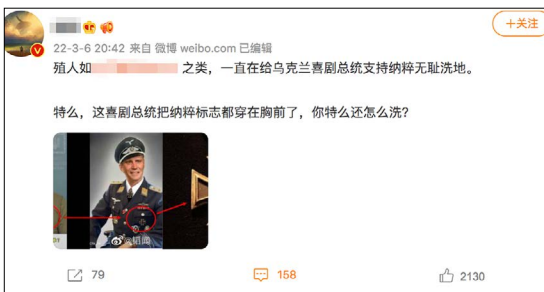 +关注
22-3-6 20:42 来自 微博 weibo.com 已编辑
殖人如 之类，一直在给乌克兰喜剧总统支持纳粹无耻洗地。
特么，这喜剧总统把纳粹标志都穿在胸前了，你特么还怎么洗？
79
158
2130